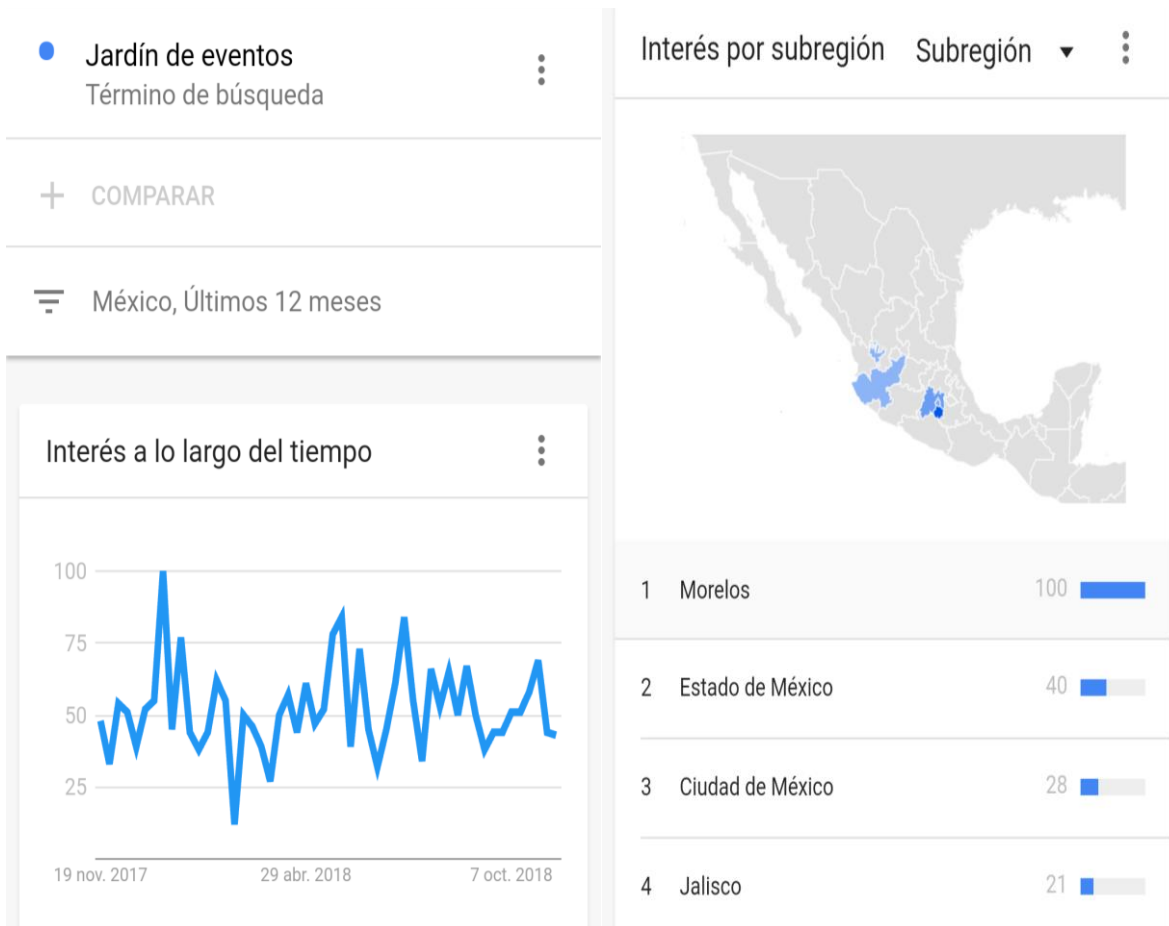 Jardín de eventos
Término de búsqueda
+ COMPARAR
México, Últimos 12 meses
Interés a lo largo del tiempo
100
75
50
25
19 nov. 2017 29 abr. 2018 7 oct. 2018
Interés por subregión Subregión
1 Morelos 100
2 Estado de México 40
3 Ciudad de México 28
4 Jalisco 21